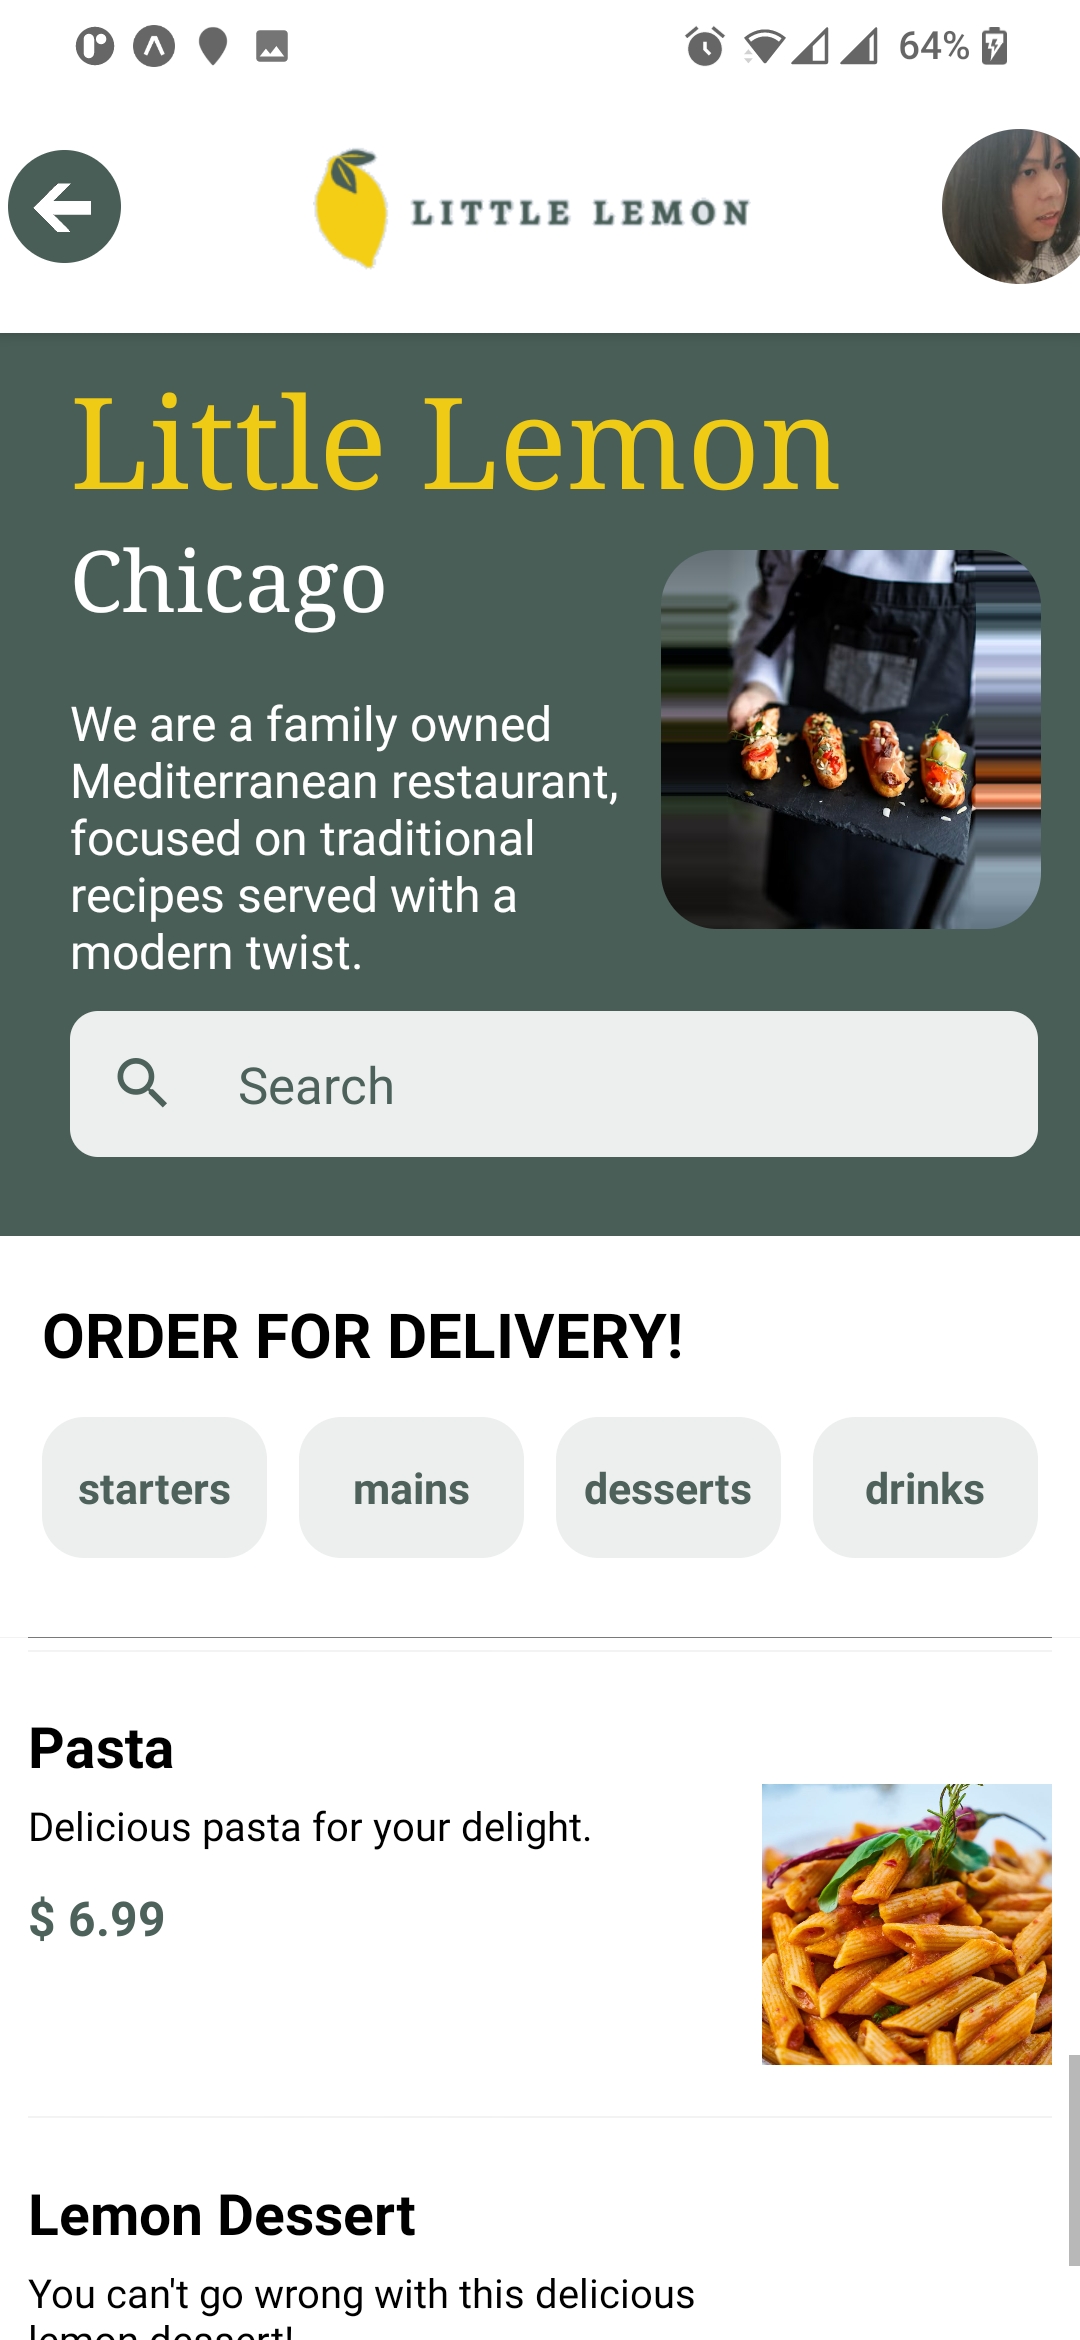 64%
LITTLE LEMON
Little Lemon
Chicago
We are a family owned
Mediterranean restaurant,
focused on traditional
recipes served with a
modern twist.
Search
ORDER FOR DELIVERY!
starters mains desserts drinks
Pasta
Delicious pasta for your delight.
$ 6.99
Lemon Dessert
You can't go wrong with this delicious
lemon dessert!